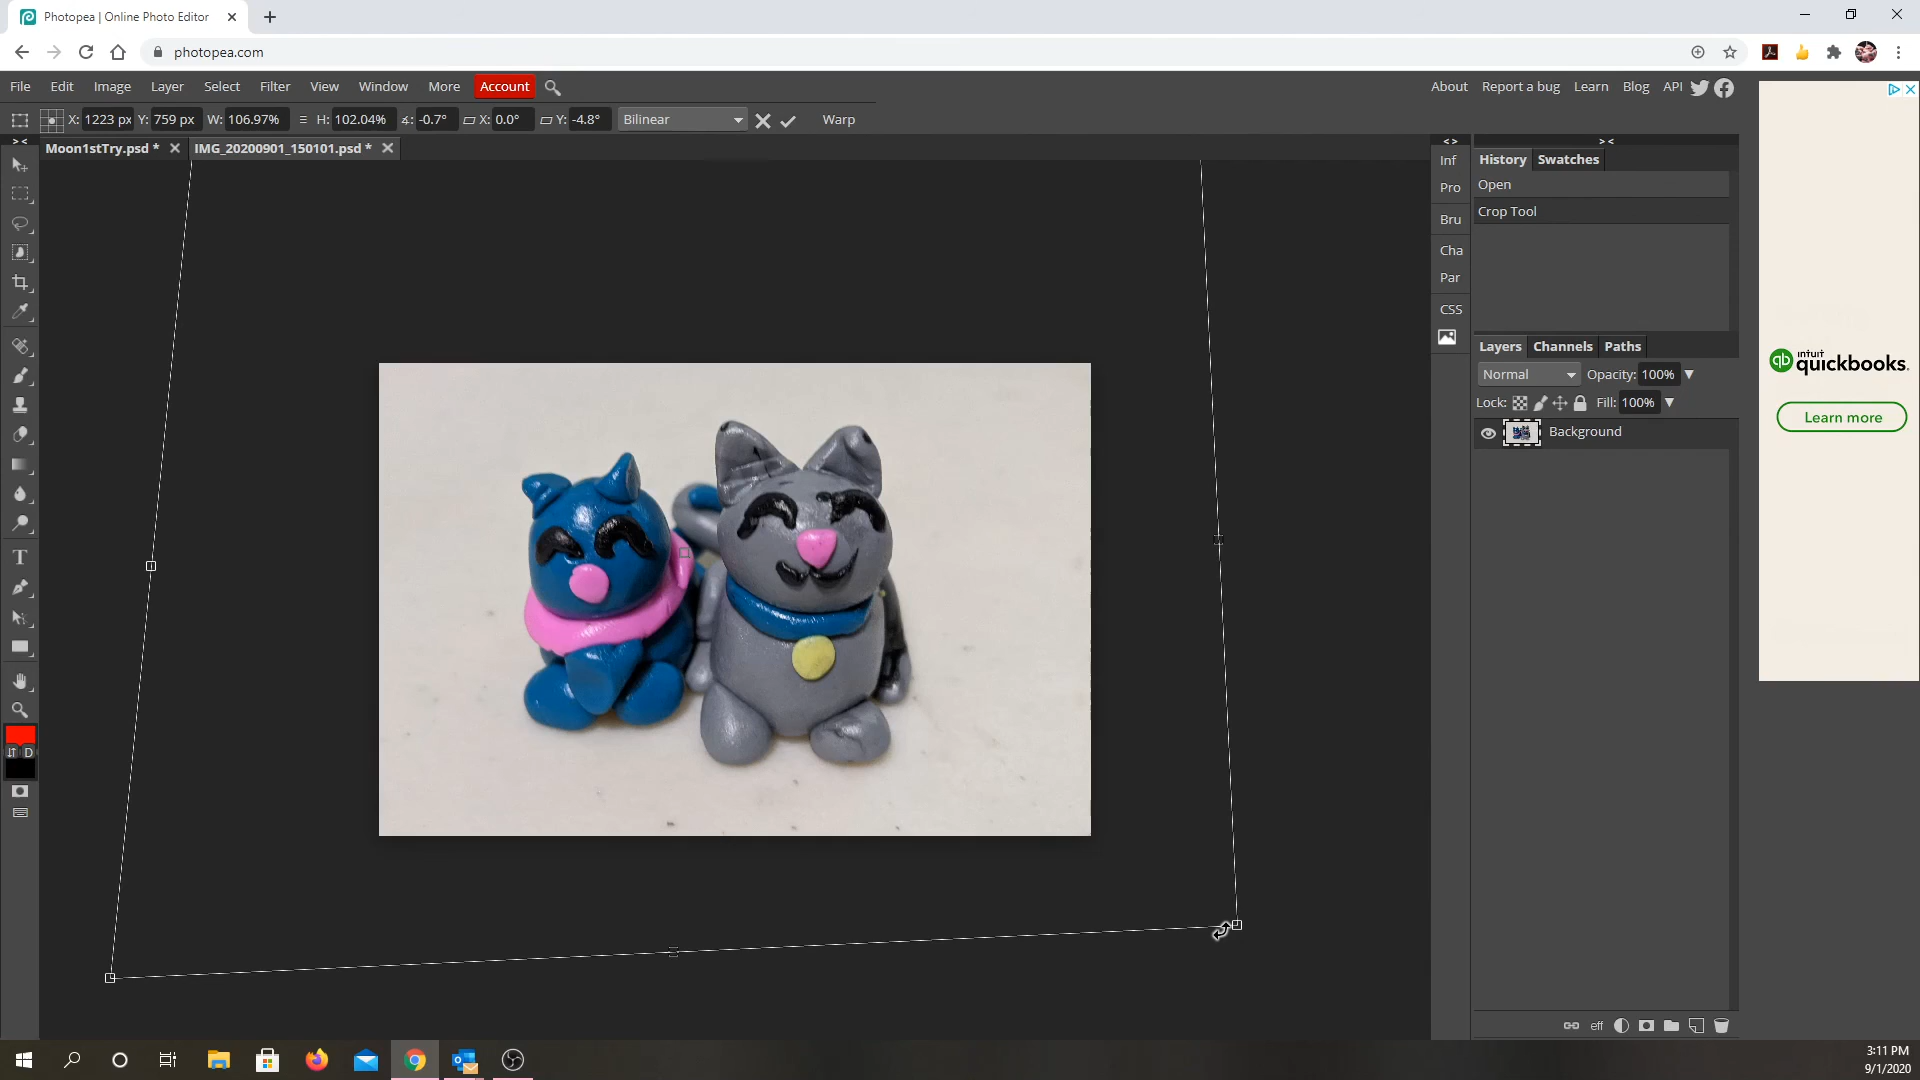 Photopea | Online Photo Editor
photopea.com
File Edit Image Layer Select Filter View Window More Account
About Report a bug Learn Blog API
X: 1223 px Y: 759 px W: 106.97% H: 102.04% -0.7° X: 0.0° Y: -4.8° Bilinear Warp
Moon1stTry.psd * IMG_20200901_150101.psd *
Inf
Pro
Bru
Cha
Par
CSS
History Swatches
Open
Crop Tool
Layers Channels Paths
Normal Opacity: 100%
Lock: Fill: 100%
Background
eff
T
D
intuit
qb quickbooks.
Learn more
3:11 PM
9/1/2020